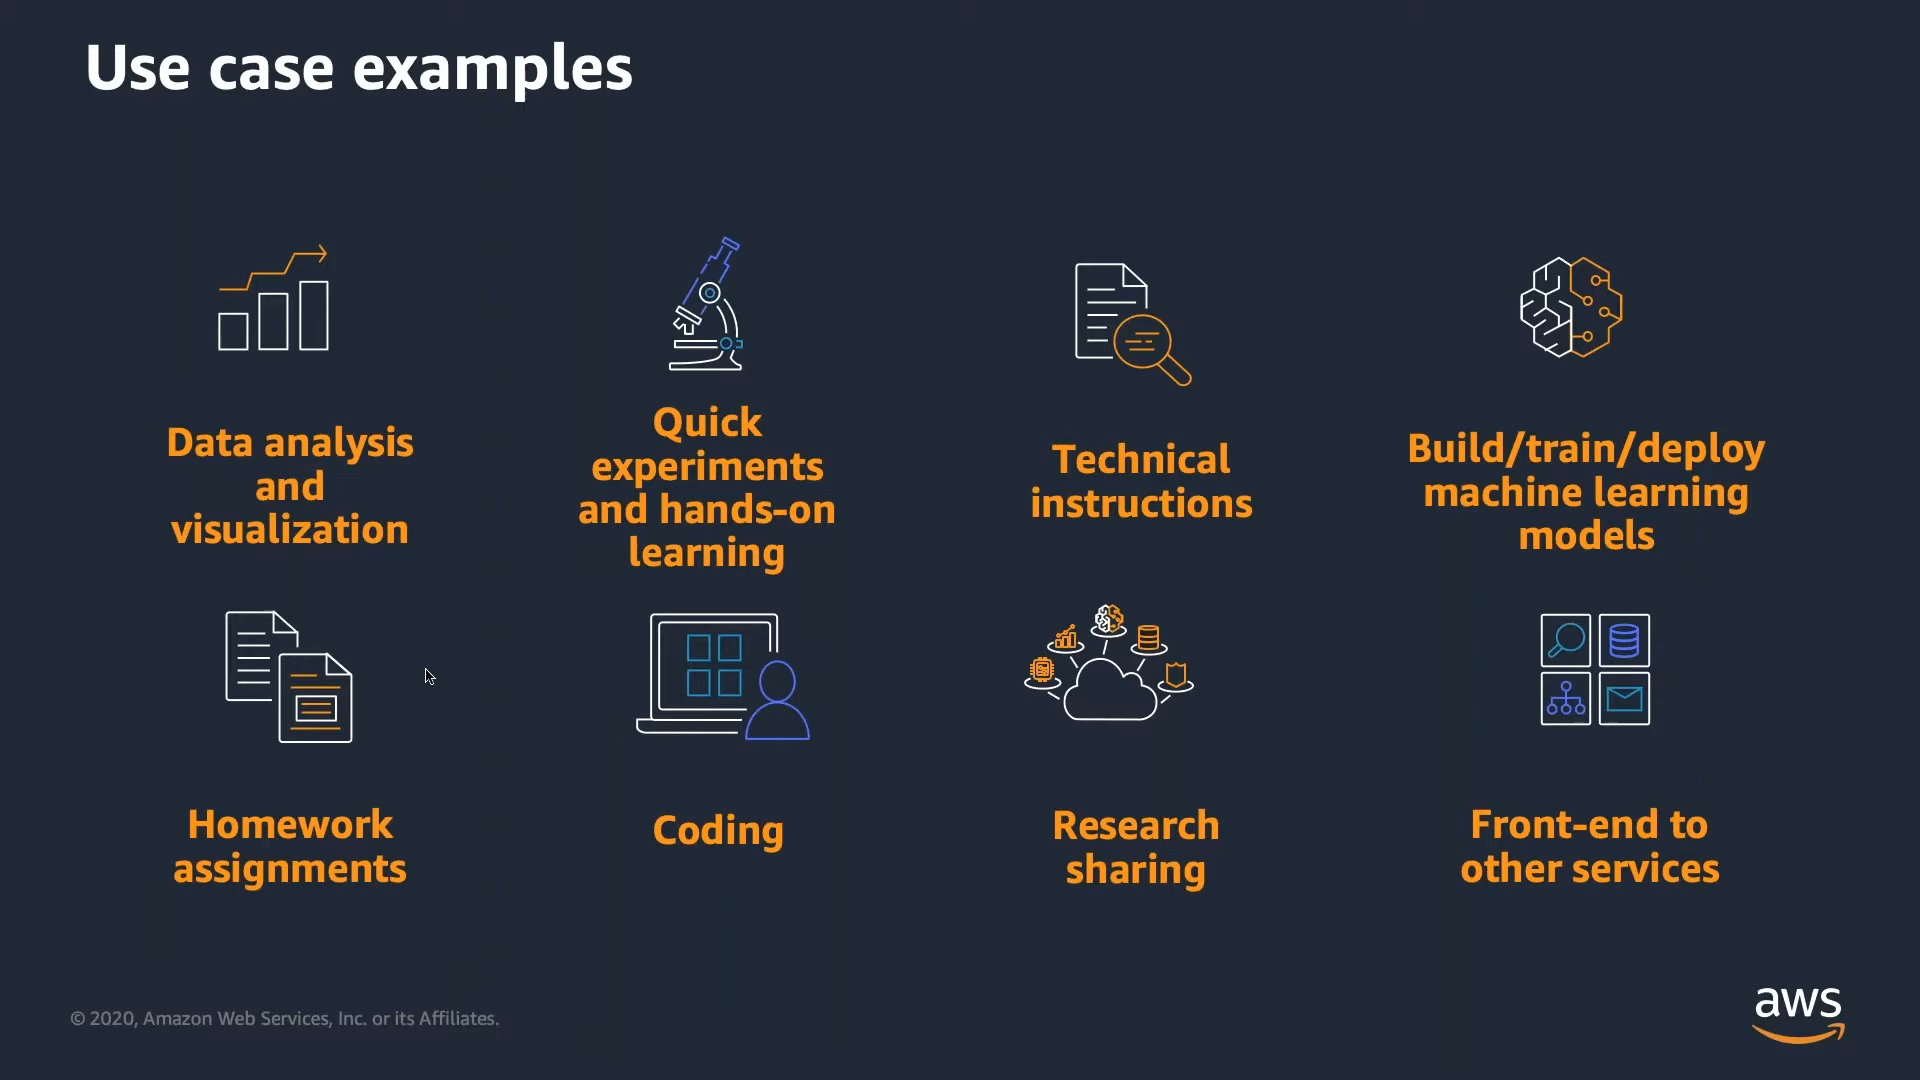 Use case examples
Data analysis
and
visualization
Quick
experiments
and hands-on
learning
Technical
instructions
Build/train/deploy
machine learning
models
Homework
assignments
Coding
Research
sharing
Front-end to
other services
© 2020, Amazon Web Services, Inc. or its Affiliates.
aws